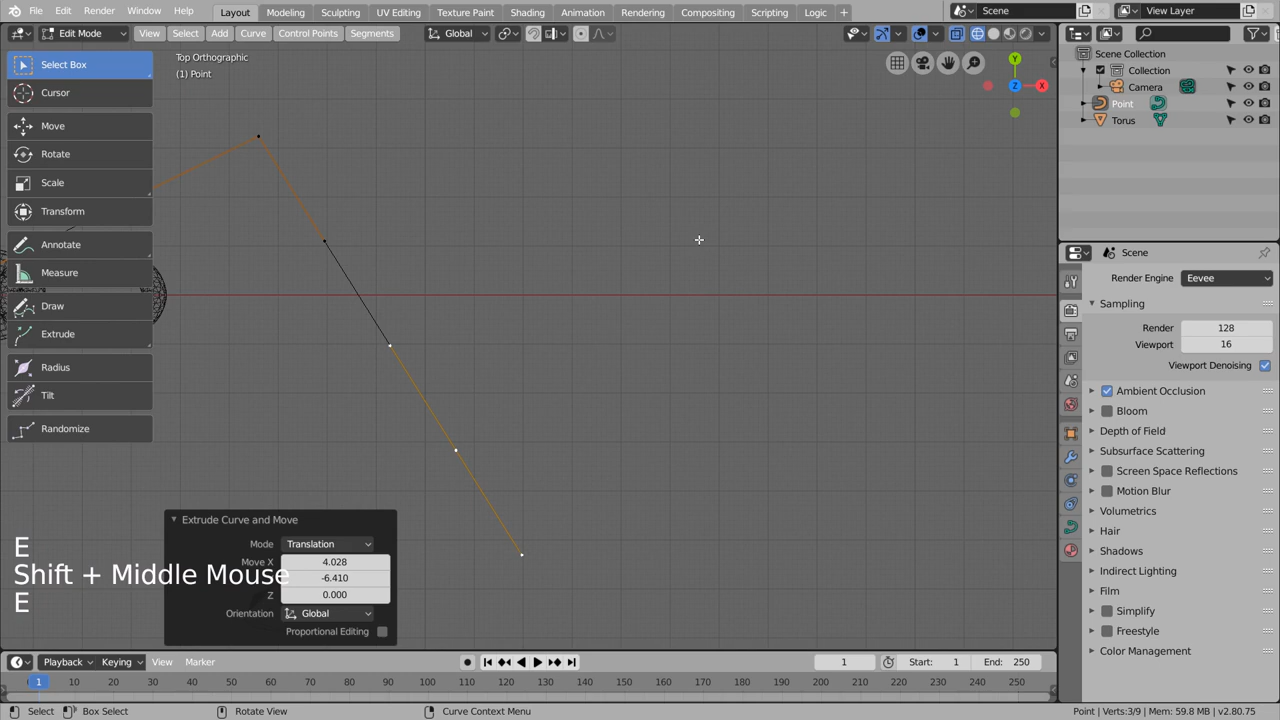 File Edit Render Window Help Layout Modeling Sculpting UV Editing Texture Paint Shading Animation Rendering Compositing Scripting Logic Scene View Layer
Edit Mode View Select Add Curve Control Points Segments Global
Select Box
Cursor
Move
Rotate
Scale
Transform
Annotate
Measure
Draw
Extrude
Radius
Tilt
Randomize
Top Orthographic
(1) Point
Y
Z X
Extrude Curve and Move
Mode Translation
Move X 4.028
-6.410
Z 0.000
Orientation Global
Proportional Editing
E
Shift + Middle Mouse
E
Scene Collection
Collection
Camera
Point
Torus
Scene
Render Engine Eevee
Sampling
Render 128
Viewport 16
Viewport Denoising
Ambient Occlusion
Bloom
Depth of Field
Subsurface Scattering
Screen Space Reflections
Motion Blur
Volumetrics
Hair
Shadows
Indirect Lighting
Film
Simplify
Freestyle
Color Management
Playback Keying View Marker 1 Start: 1 End: 250
1 10 20 30 40 50 60 70 80 90 100 110 120 130 140 150 160 170 180 190 200 210 220 230 240 250
Select Box Select Rotate View Curve Context Menu Point | Verts:3/9 | Mem: 59.8 MB | v2.80.75